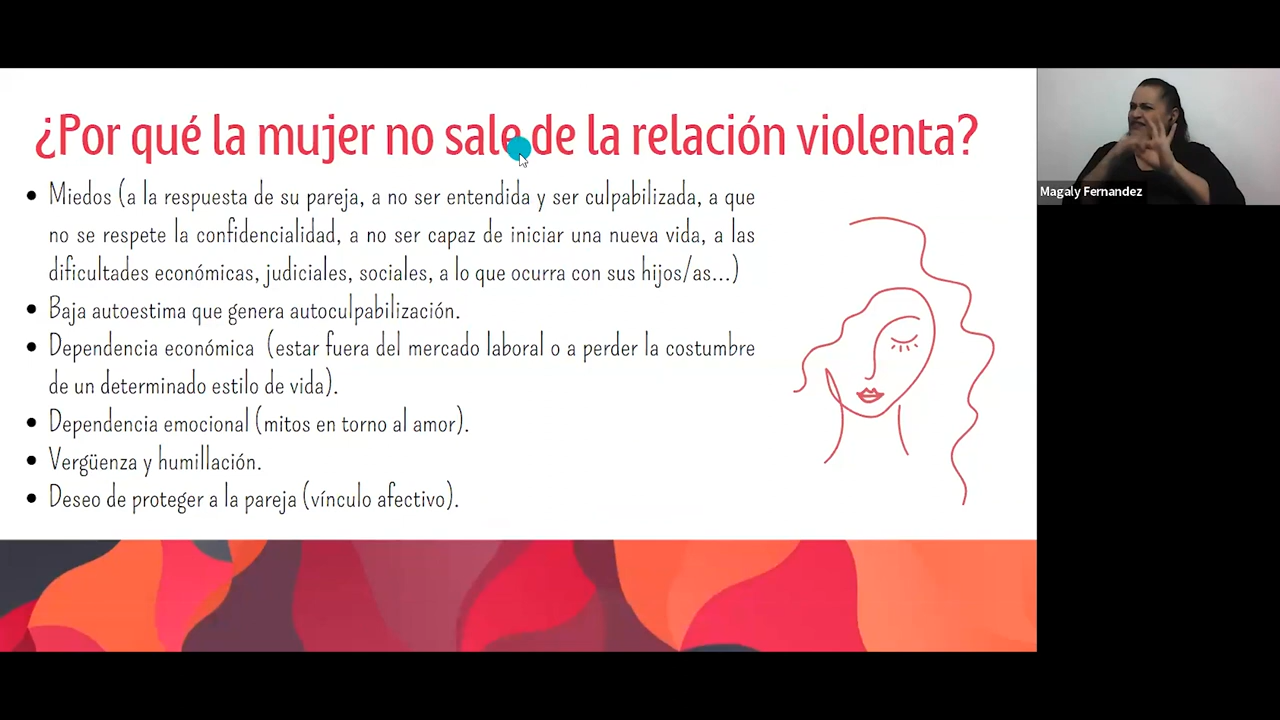 ¿Por qué la mujer no sale de la relación violenta?
• Miedos (a la respuesta de su pareja, a no ser entendida y ser culpabilizada, a que
no se respete la confidencialidad, a no ser capaz de iniciar una nueva vida, a las
dificultades económicas, judiciales, sociales, a lo que ocurra con sus hijos/as...)
• Baja autoestima que genera autoculpabilización.
• Dependencia económica (estar fuera del mercado laboral o a perder la costumbre
de un determinado estilo de vida).
• Dependencia emocional (mitos en torno al amor).
• Vergüenza y humillación.
• Deseo de proteger a la pareja (vínculo afectivo).
Magaly Fernandez